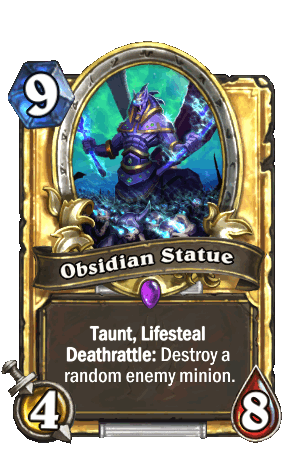 9
Obsidian Statue
Taunt, Lifesteal
Deathrattle: Destroy a
random enemy minion.
4
8